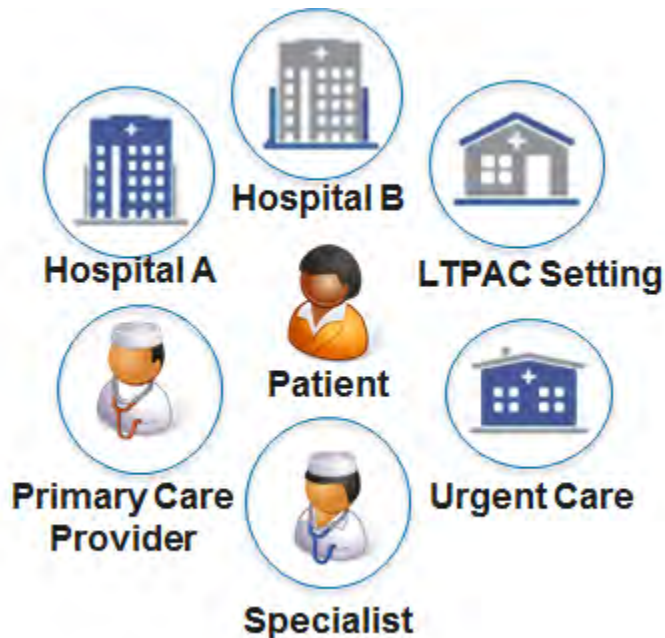 Hospital B
Hospital A
LTPAC Setting
Patient
Primary Care
Provider
Urgent Care
Specialist